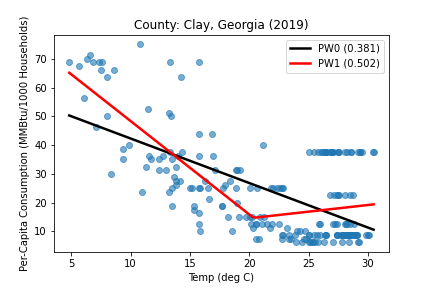 County: Clay, Georgia (2019)
PW0 (0.381)
PW1 (0.502)
Per-Capita Consumption (MMBtu/1000 Households)
70
60
50
40
30
20
10
5 10 15 20 25 30
Temp (deg C)